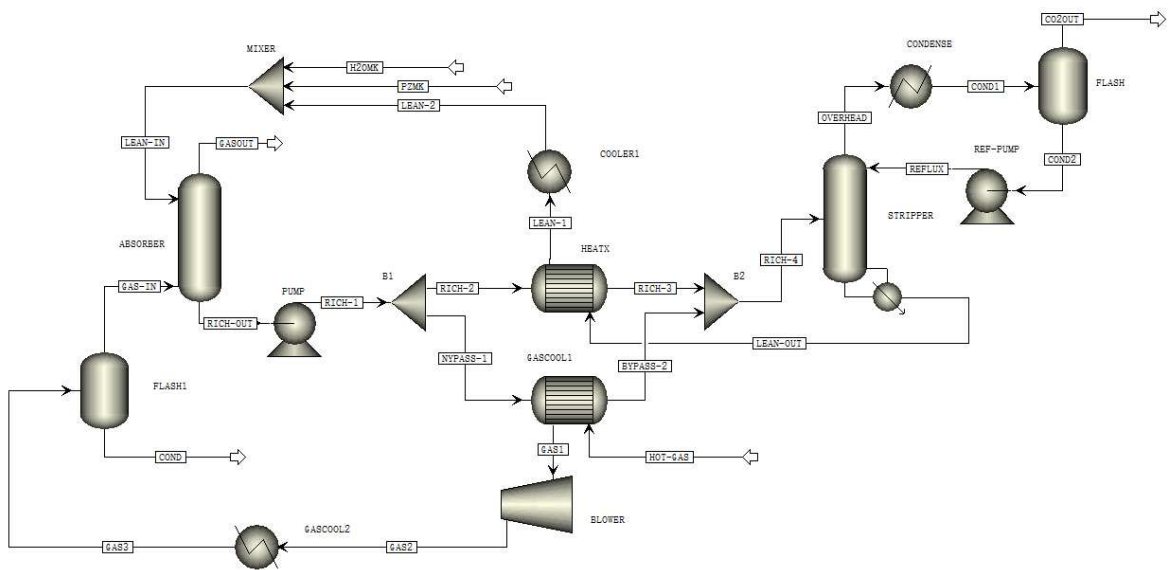 CO2OUT
MIXER
CONDENSE
H2OMK
FLASH
PZMK
COND1
LEAN-2
OVERHEAD
LEAN-IN
GASOUT
REF-PUMP
COND2
COOLER1
REFLUX
STRIPPER
LEAN-1
ABSORBER
HEATX
RICH-4
B1
B2
GAS-IN
PUMP
RICH-1
RICH-2
RICH-3
RICH-OUT
LEAN-OUT
NYPASS-1
GASCOOL1
BYPASS-2
FLASH1
GAS1
COND
HOT-GAS
BLOWER
GASCOOL2
GAS3
GAS2